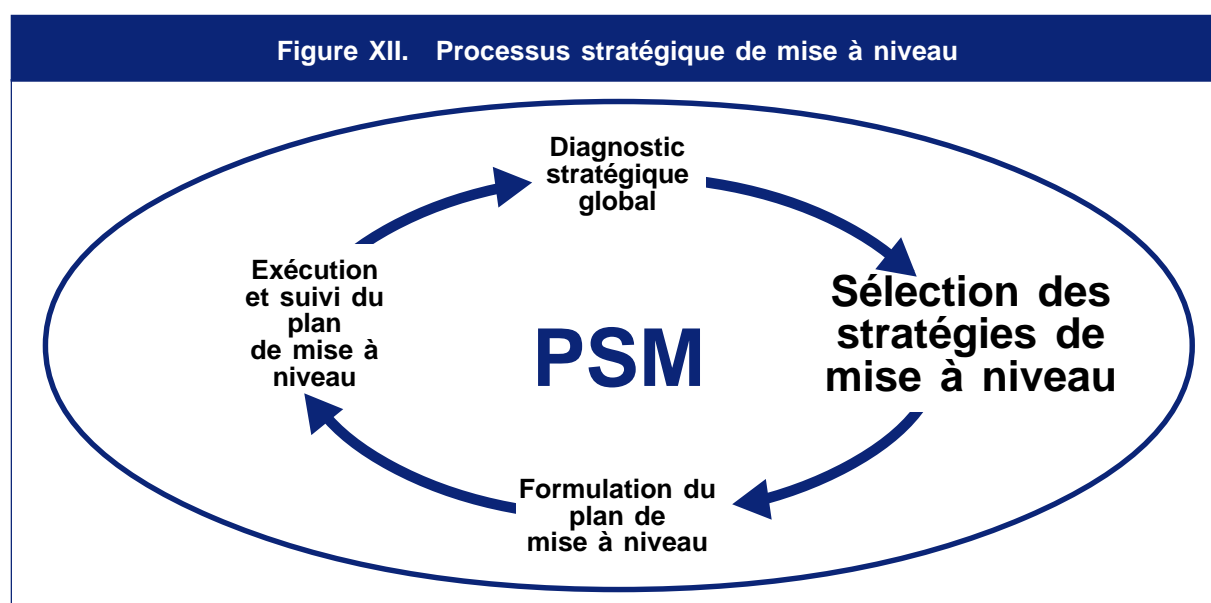 Figure XII. Processus stratégique de mise à niveau
Diagnostic
stratégique
global
Sélection des
stratégies de
mise à niveau
PSM
Exécution
et suivi du
plan
de mise à
niveau
Formulation du
plan de
mise à niveau